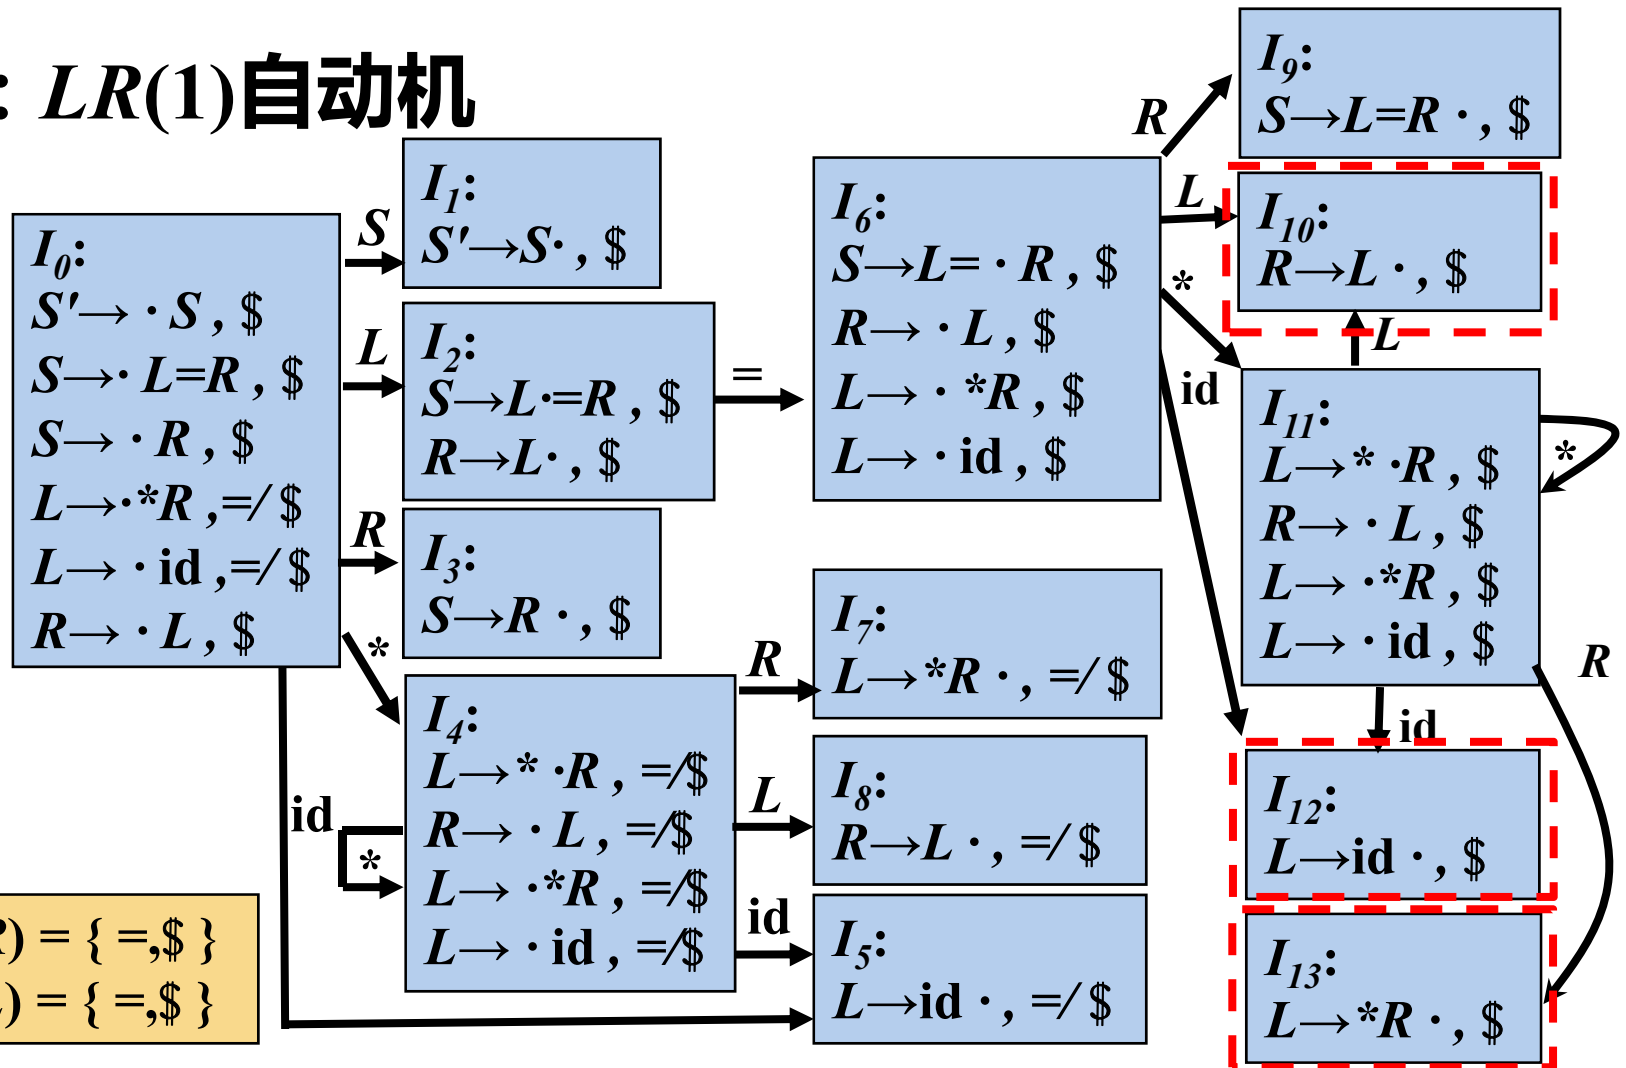 : LR(1)自动机
I0:
S'→ · S , $
S→· L=R , $
S→ · R , $
L→·*R ,=/ $
L→ · id ,=/ $
R→ · L , $
S
L
R
*
id
I1:
S'→S· , $
I2:
S→L·=R , $
R→L· , $
=
I3:
S→R · , $
I4:
L→* ·R , =/$
R→ · L , =/$
L→ ·*R , =/$
L→ · id , =/$
*
R
L
id
I6:
S→L= · R , $
R→ · L , $
L→ · *R , $
L→ · id , $
R
L
*
id
I7:
L→*R · , =/ $
I8:
R→L · , =/ $
I5:
L→id · , =/ $
I9:
S→L=R · , $
I10:
R→L · , $
L
I11:
L→* ·R , $
R→ · L , $
L→ ·*R , $
L→ · id , $
*
R
id
I12:
L→id · , $
I13:
L→*R · , $
) = { =,$ }
) = { =,$ }